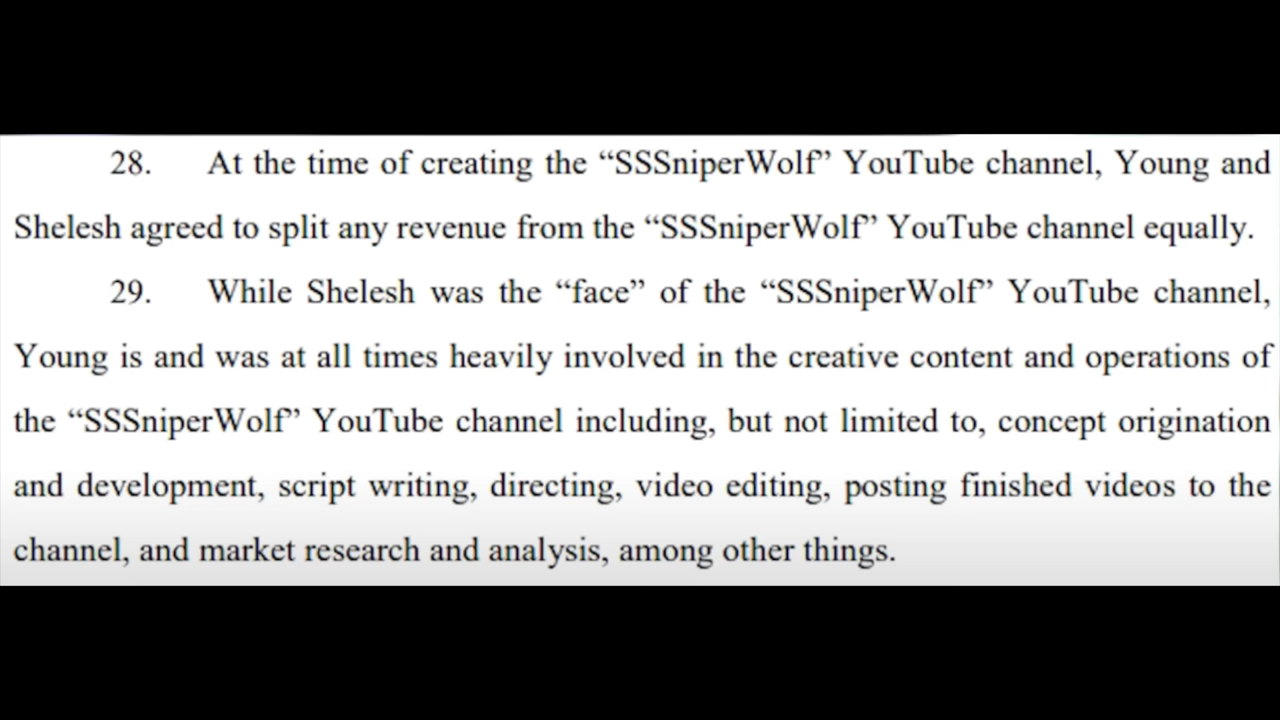 28. At the time of creating the “SSSniperWolf” YouTube channel, Young and
Shelesh agreed to split any revenue from the “SSSniperWolf” YouTube channel equally.
29. While Shelesh was the “face” of the “SSSniperWolf” YouTube channel,
Young is and was at all times heavily involved in the creative content and operations of
the “SSSniperWolf” YouTube channel including, but not limited to, concept origination
and development, script writing, directing, video editing, posting finished videos to the
channel, and market research and analysis, among other things.